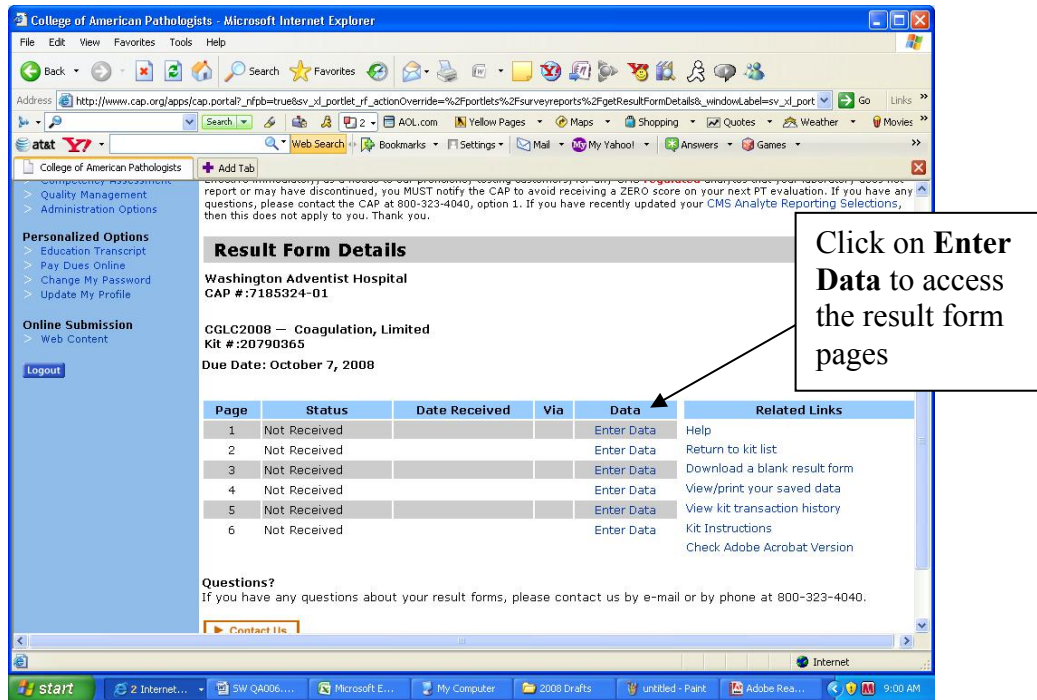 College of American Pathologists - Microsoft Internet Explorer
File Edit View Favorites Tools Help
Back Search Favorites
Address http://www.cap.org/apps/cap.portal?_nfpb=true&sv_xl_portlet_rf_actionOverride=%2Fportlets%2Fsurveyreports%2FgetResultFormDetails&_windowLabel=sv_xl_port Go Links »
Search 2 AOL.com Yellow Pages Maps Shopping Quotes Weather Movies »
at&t Y7 Web Search Bookmarks Settings Mail My Yahoo! Answers Games »
College of American Pathologists Add Tab
> Competency Assessment
> Quality Management
> Administration Options
Personalized Options
> Education Transcript
> Pay Dues Online
> Change My Password
> Update My Profile
Online Submission
> Web Content
Logout
report or may have discontinued, you MUST notify the CAP to avoid receiving a ZERO score on your next PT evaluation. If you have any
questions, please contact the CAP at 800-323-4040, option 1. If you have recently updated your CMS Analyte Reporting Selections,
then this does not apply to you. Thank you.
Result Form Details
Washington Adventist Hospital
CAP #:7185324-01
CGLC2008 — Coagulation, Limited
Kit #:20790365
Due Date: October 7, 2008
Click on Enter
Data to access
the result form
pages
Page Status Date Received Via Data Related Links
1 Not Received Enter Data Help
2 Not Received Enter Data Return to kit list
3 Not Received Enter Data Download a blank result form
4 Not Received Enter Data View/print your saved data
5 Not Received Enter Data View kit transaction history
6 Not Received Enter Data Kit Instructions
Check Adobe Acrobat Version
Questions?
If you have any questions about your result forms, please contact us by e-mail or by phone at 800-323-4040.
Contact Us
Internet
start 2 Internet... SW QA006.... Microsoft E... My Computer 2008 Drafts untitled - Paint Adobe Rea... 9:00 AM